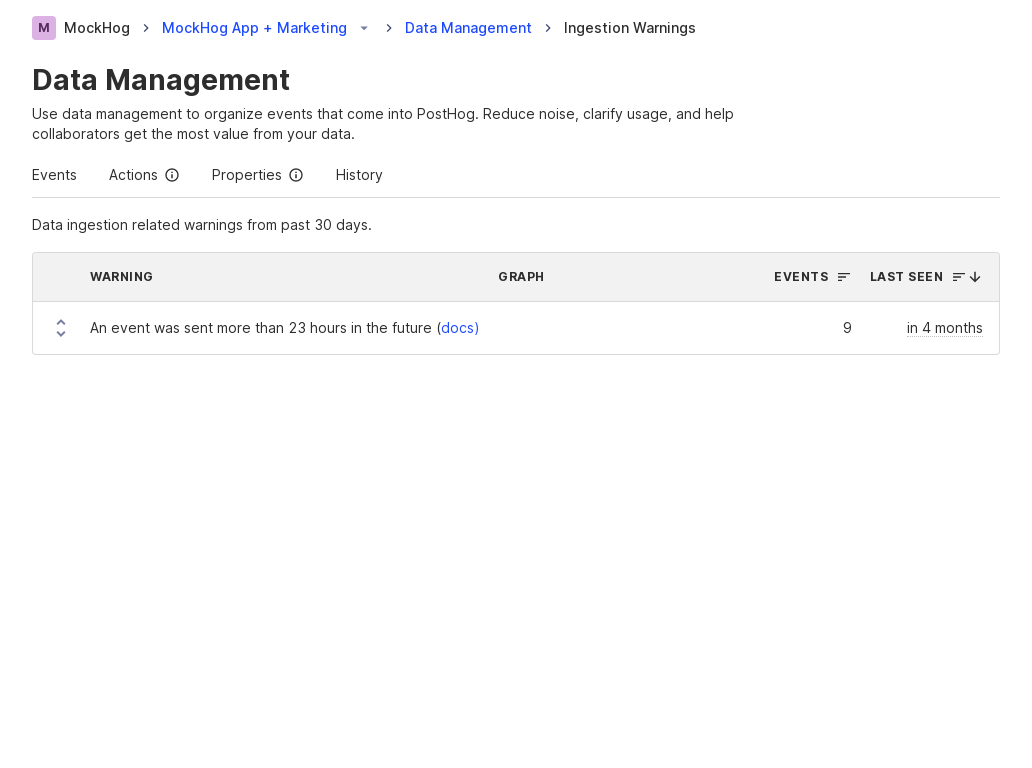 M MockHog MockHog App + Marketing Data Management Ingestion Warnings
Data Management
Use data management to organize events that come into PostHog. Reduce noise, clarify usage, and help
collaborators get the most value from your data.
Events Actions Properties History
Data ingestion related warnings from past 30 days.
WARNING GRAPH EVENTS LAST SEEN
An event was sent more than 23 hours in the future (docs) 9 in 4 months